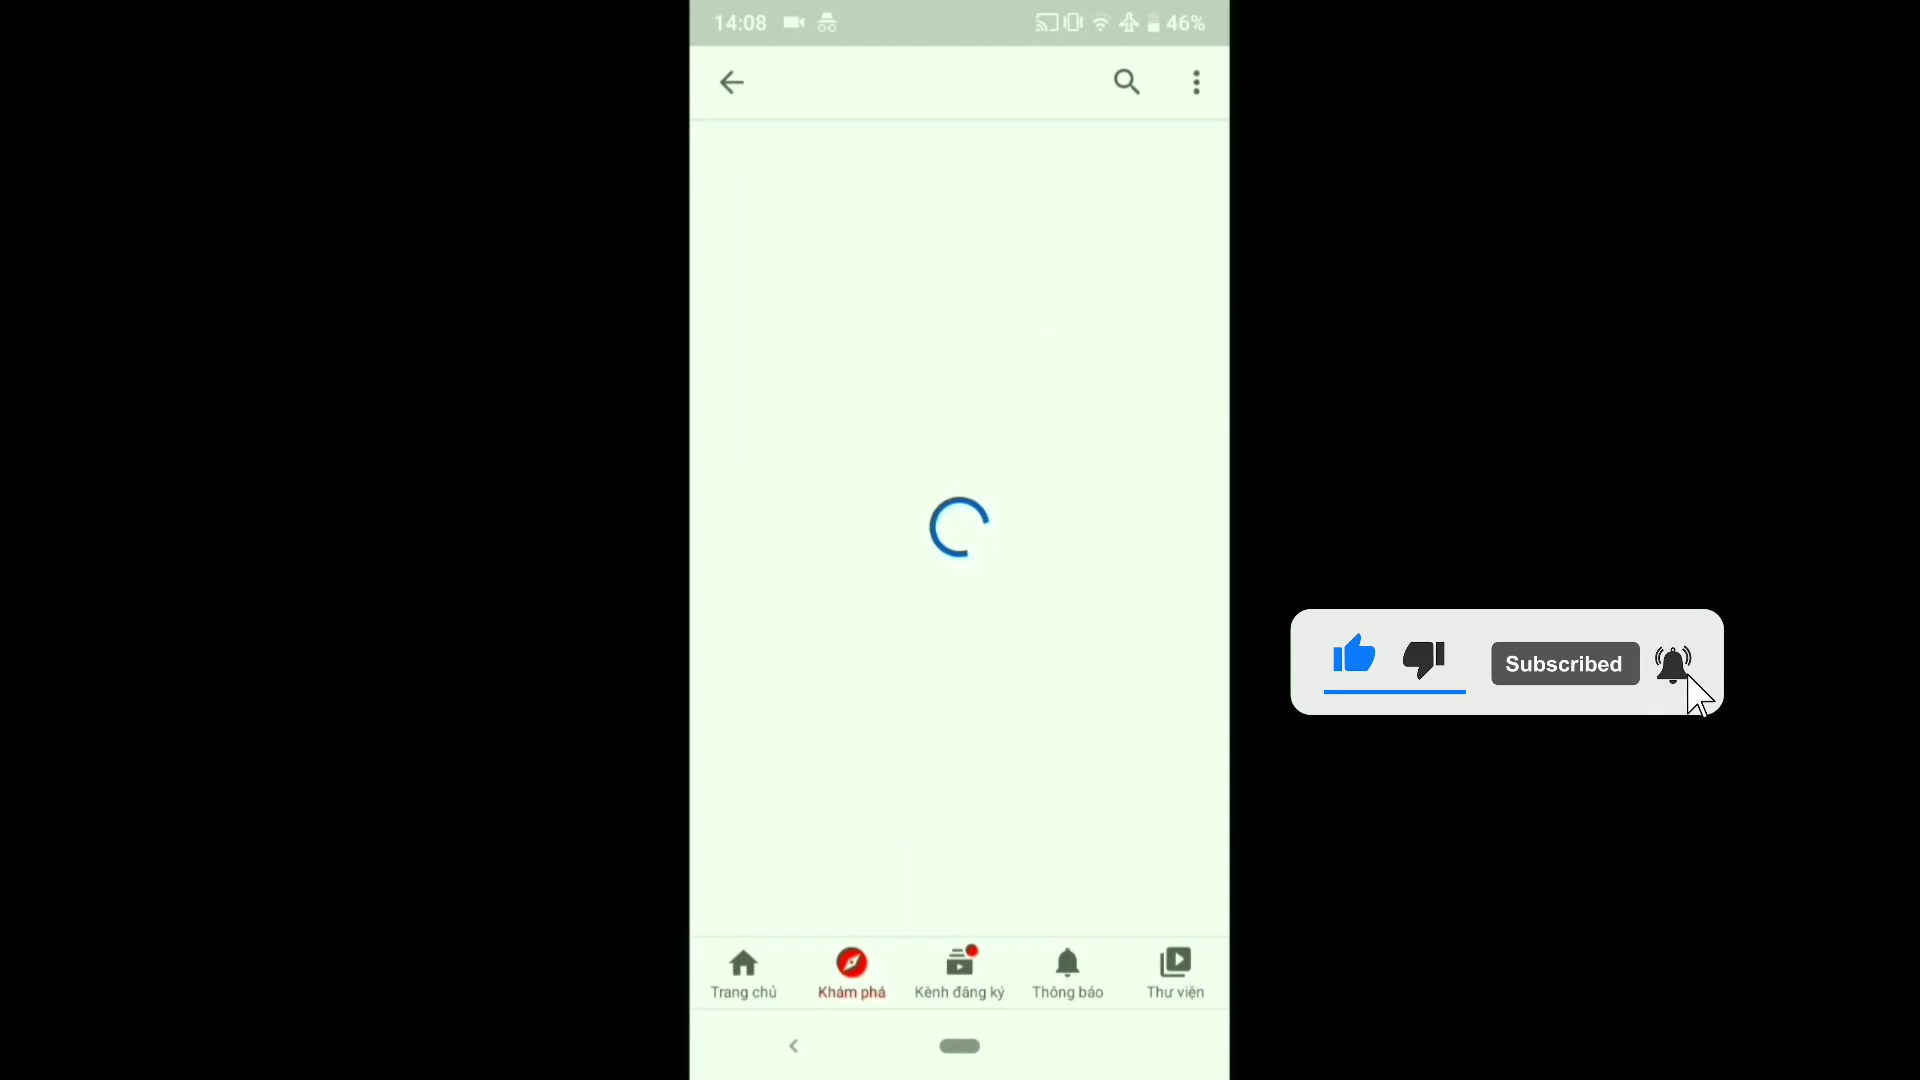 14:08
46%
Subscribed
Trang chủ
Khám phá
Kênh đăng ký
Thông báo
Thư viện